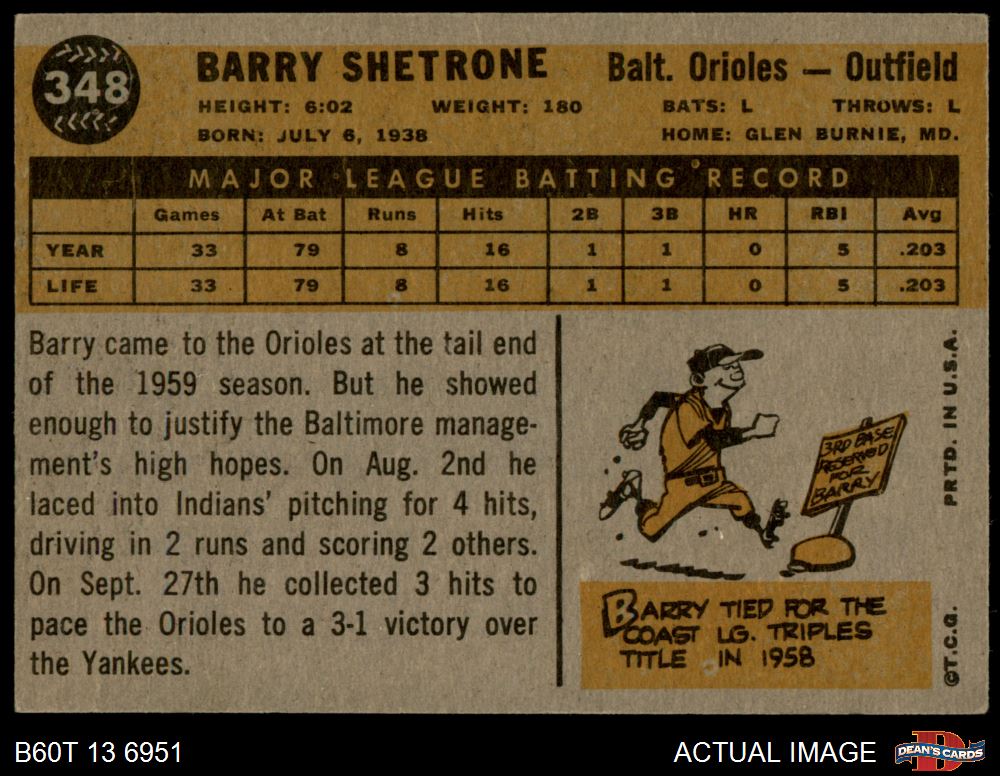 348
BARRY SHETRONE
Balt. Orioles — Outfield
HEIGHT: 6:02 WEIGHT: 180 BATS: L THROWS: L
BORN: JULY 6, 1938 HOME: GLEN BURNIE, MD.
MAJOR LEAGUE BATTING RECORD
Games At Bat Runs Hits 2B 3B HR RBI Avg
YEAR 33 79 8 16 1 1 0 5 .203
LIFE 33 79 8 16 1 1 0 5 .203
Barry came to the Orioles at the tail end
of the 1959 season. But he showed
enough to justify the Baltimore manage-
ment's high hopes. On Aug. 2nd he
laced into Indians' pitching for 4 hits,
driving in 2 runs and scoring 2 others.
On Sept. 27th he collected 3 hits to
pace the Orioles to a 3-1 victory over
the Yankees.
3RD BASE
RESERVED
FOR
BARRY
BARRY TIED FOR THE
COAST LG. TRIPLES
TITLE IN 1958
PRTD. IN U.S.A.
©T.C.G.
B60T 13 6951
ACTUAL IMAGE
DEAN'S CARDS